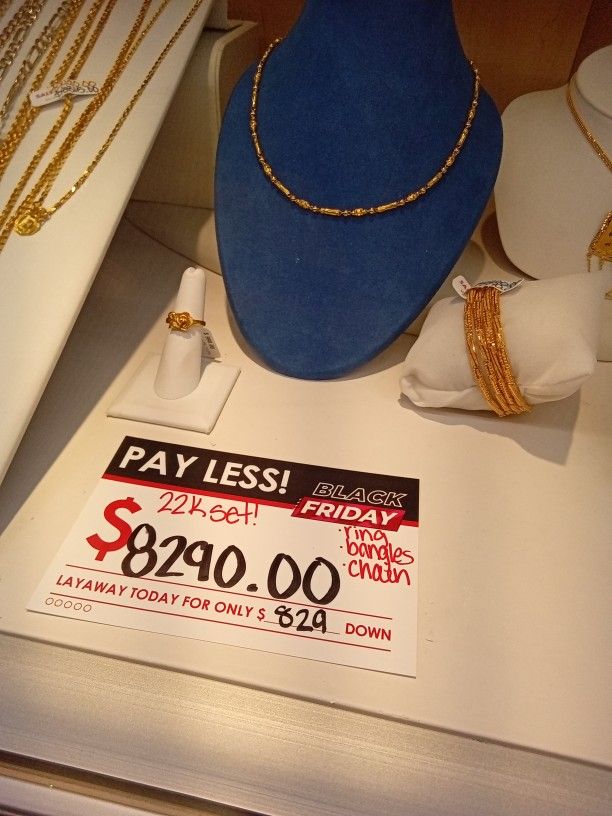 PAY LESS!
BLACK
FRIDAY
22K set!
$8290.00
· ring
· bangles
· chain
LAYAWAY TODAY FOR ONLY $ 829 DOWN